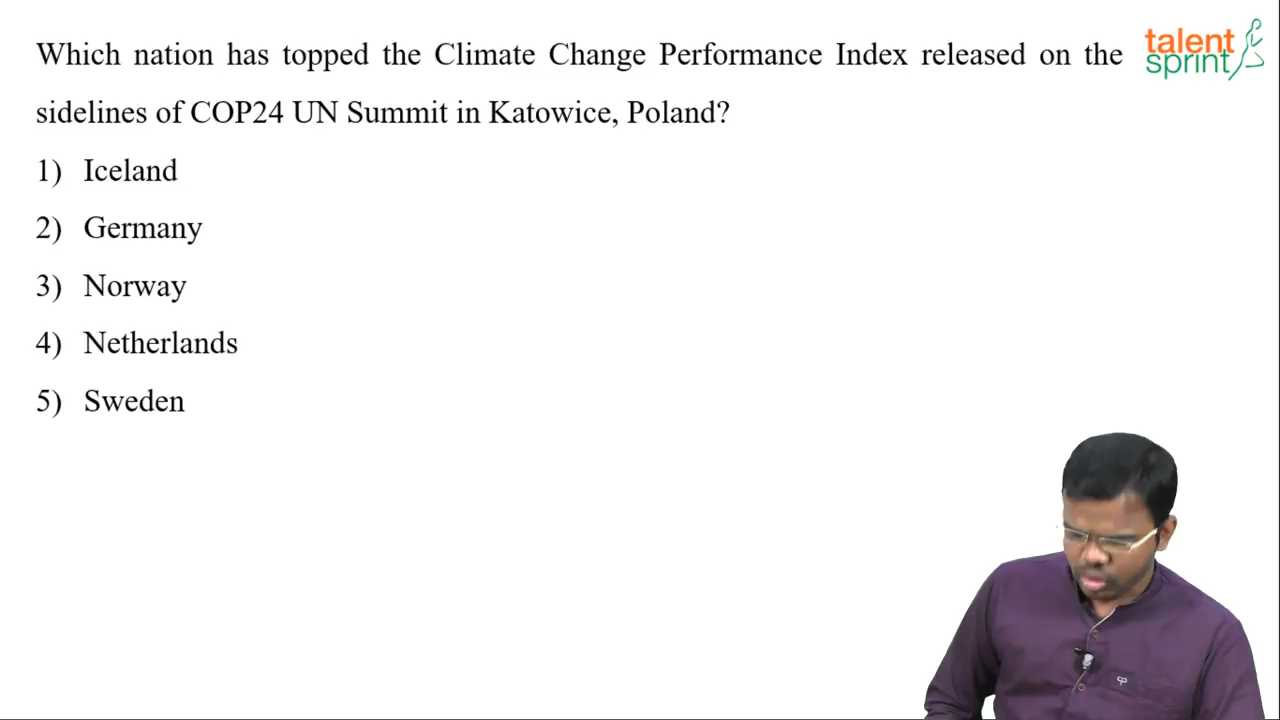 Which nation has topped the Climate Change Performance Index released on the
sidelines of COP24 UN Summit in Katowice, Poland?
1) Iceland
2) Germany
3) Norway
4) Netherlands
5) Sweden
talent
sprint